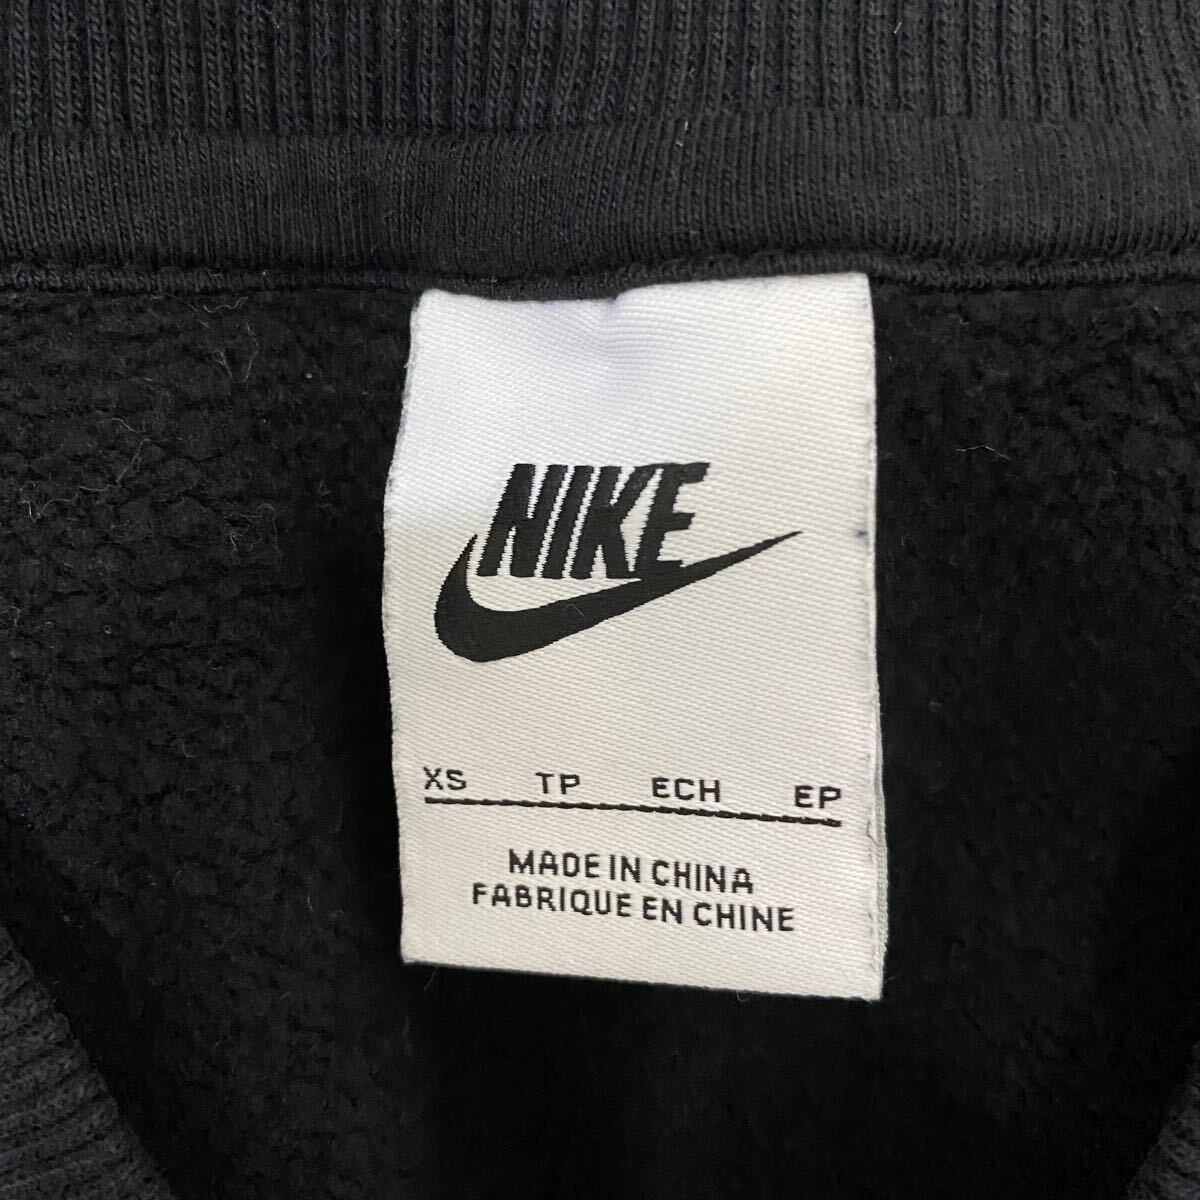 NIKE
XS TP ECH EP
MADE IN CHINA
FABRIQUE EN CHINE